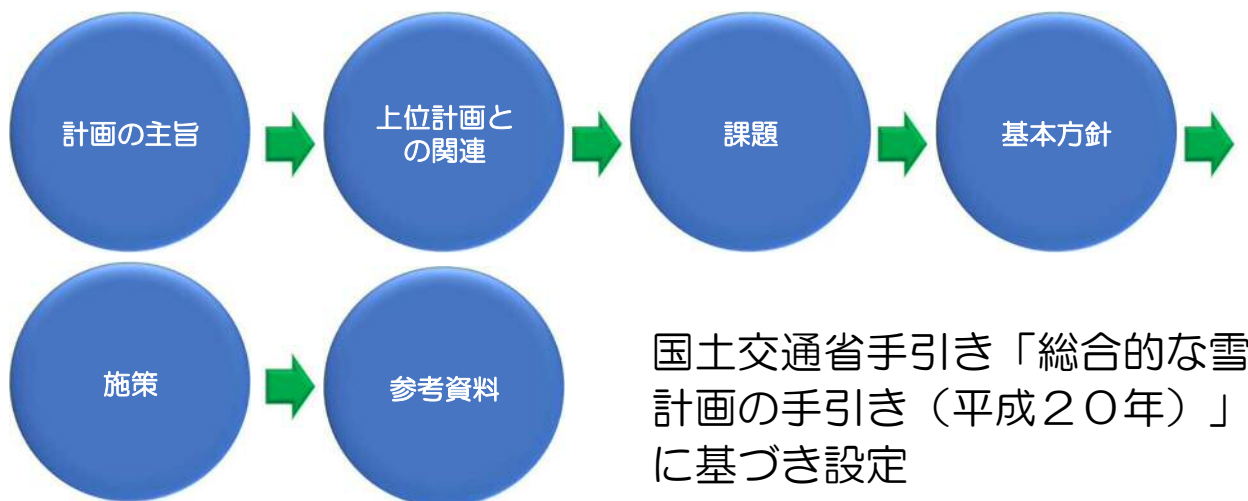 計画の主旨
上位計画と
の関連
課題
基本方針
施策
参考資料
国土交通省手引き「総合的な雪
計画の手引き（平成２０年）」
に基づき設定